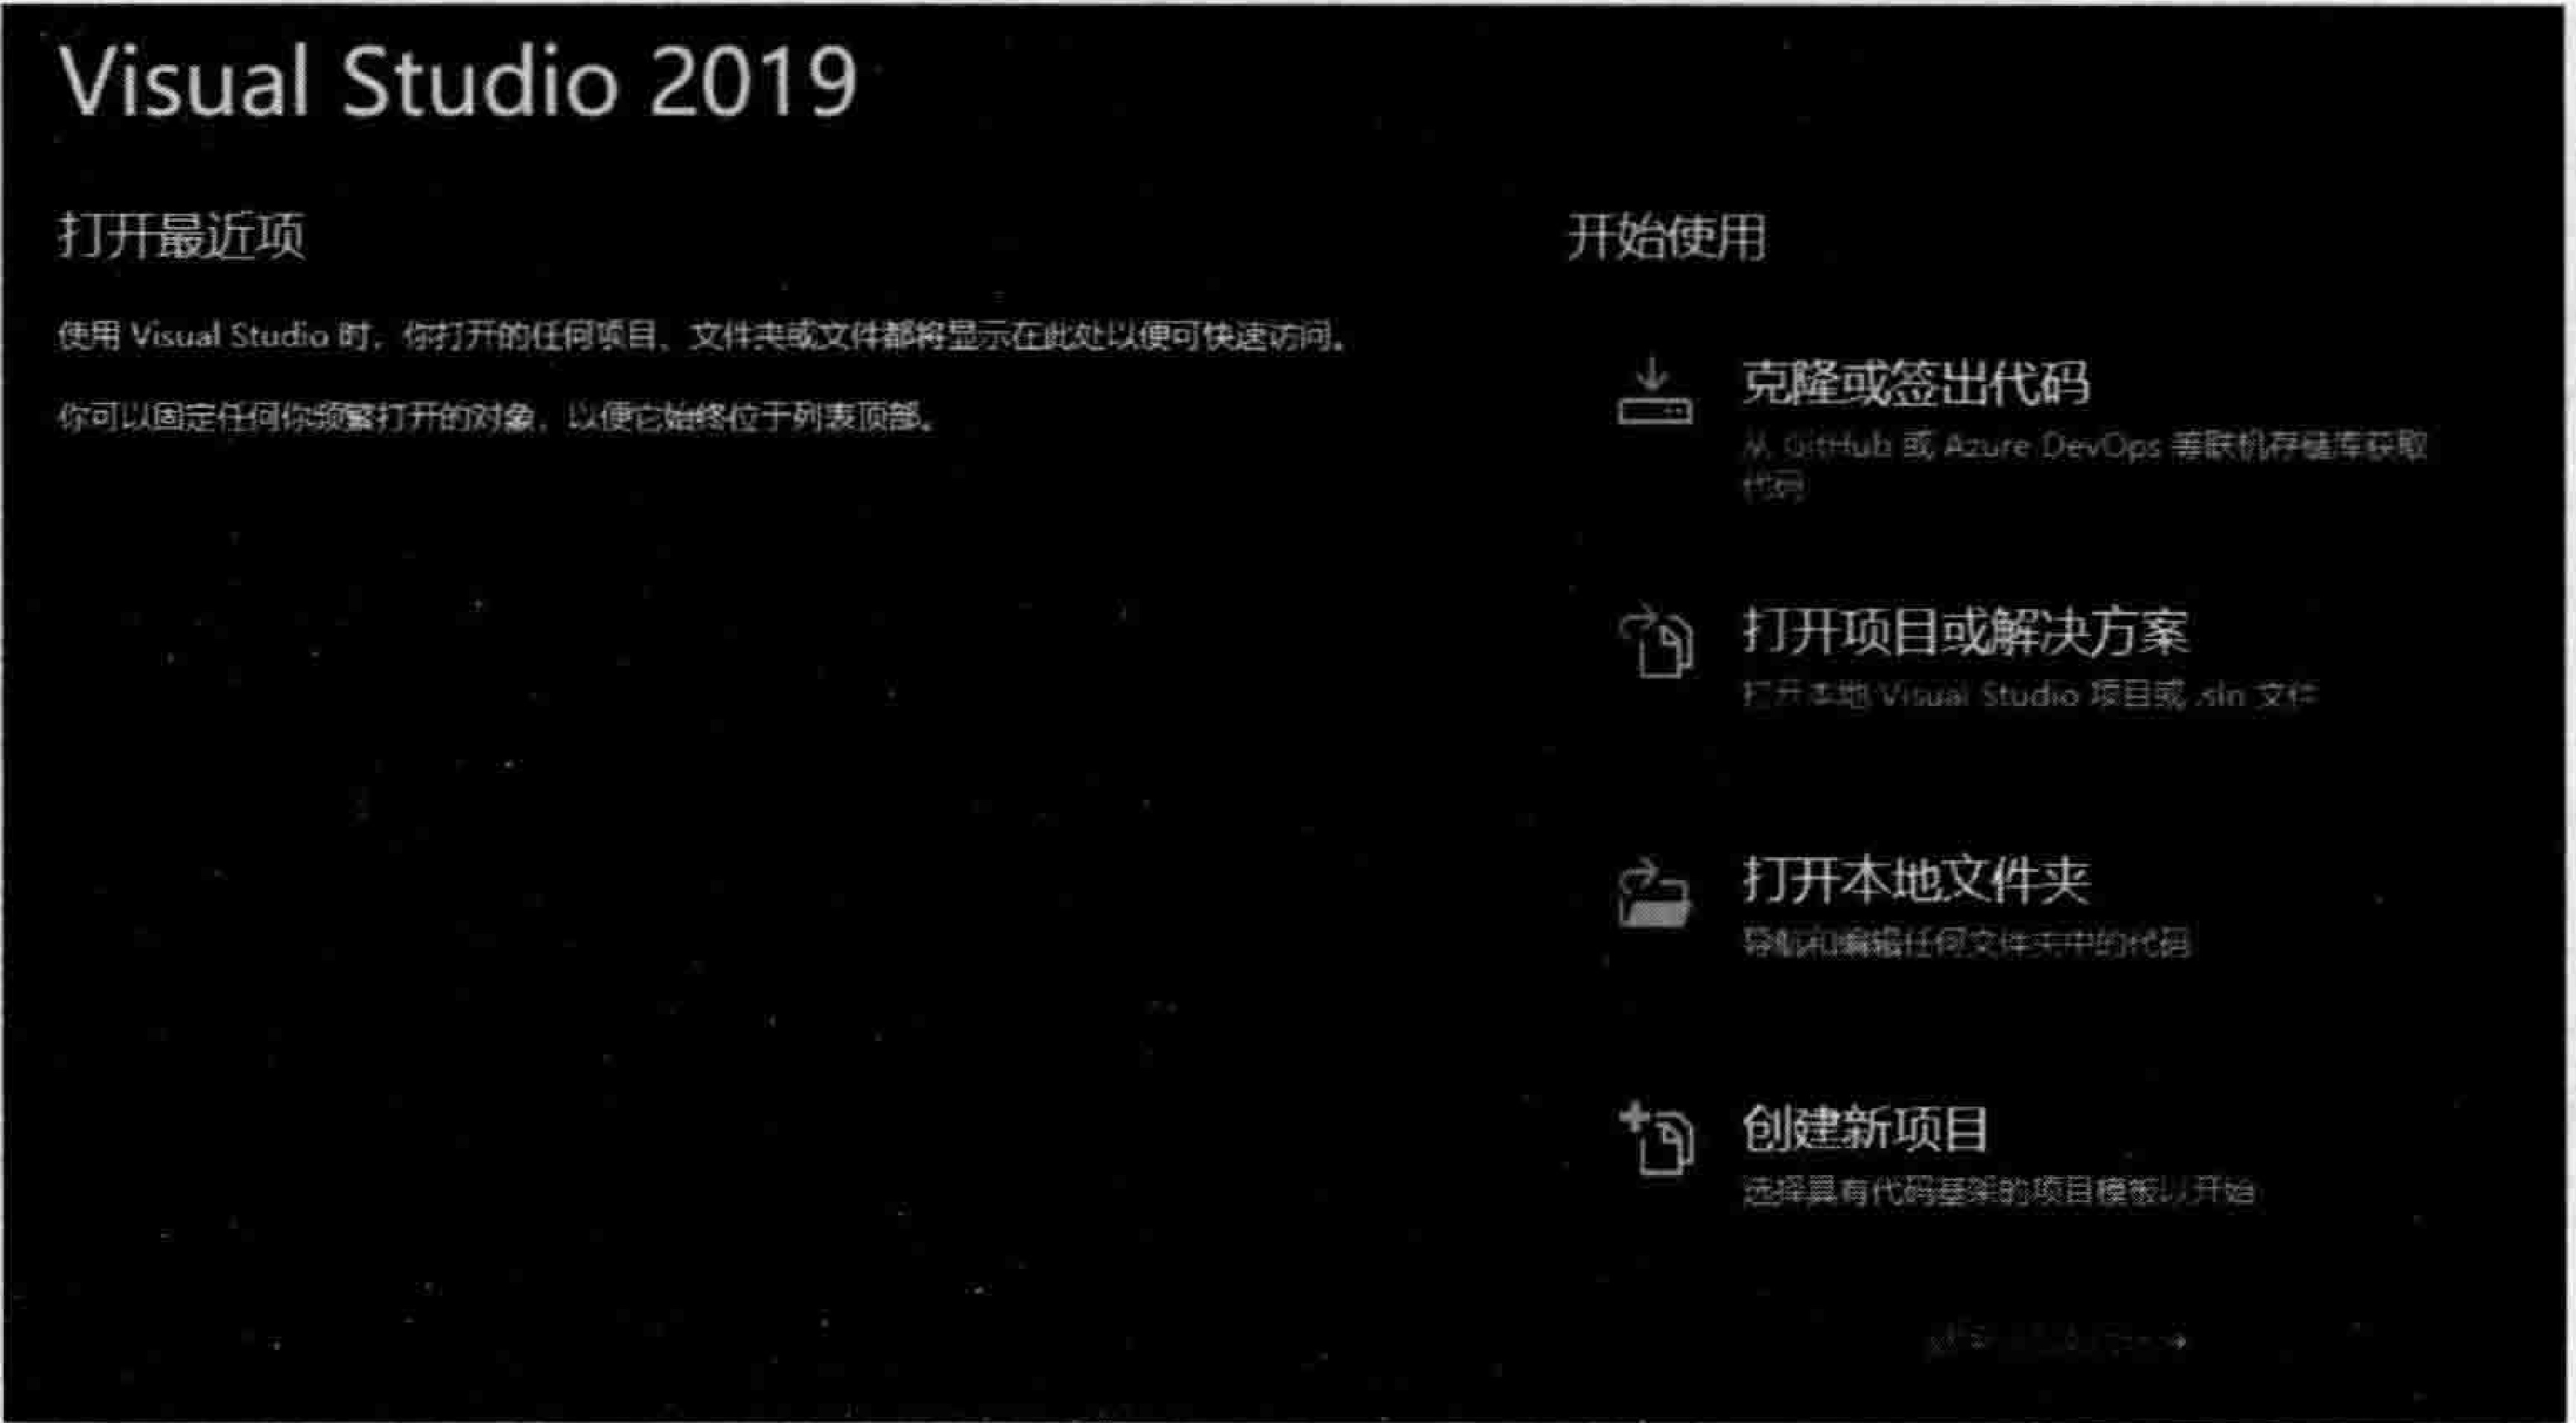 Visual Studio 2019
打开最近项
使用 Visual Studio 时，你打开的任何项目、文件夹或文件都将显示在此处以便可快速访问。
你可以固定任何你频繁打开的对象，以便它始终位于列表顶部。
开始使用
克隆或签出代码
从 GitHub 或 Azure DevOps 等联机存储库获取
代码
打开项目或解决方案
打开本地 Visual Studio 项目或 .sln 文件
打开本地文件夹
导航和编辑任何文件夹中的代码
创建新项目
选择具有代码基架的项目模板以开始